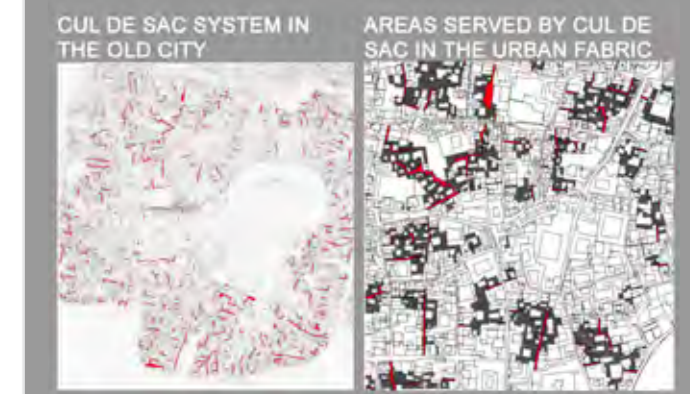 CUL DE SAC SYSTEM IN
THE OLD CITY
AREAS SERVED BY CUL DE
SAC IN THE URBAN FABRIC